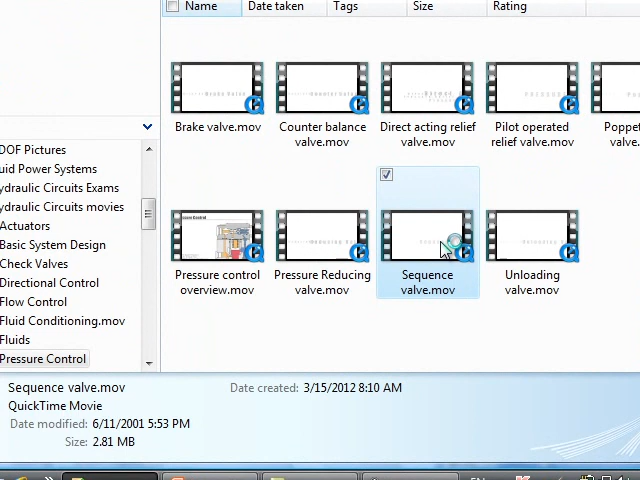 Name
Date taken
Tags
Size
Rating
Brake valve.mov
Counter balance
valve.mov
Direct acting relief
valve.mov
Pilot operated
relief valve.mov
Poppet
valve.
Pressure control
overview.mov
Pressure Reducing
valve.mov
Sequence
valve.mov
Unloading
valve.mov
DOF Pictures
uid Power Systems
ydraulic Circuits Exams
ydraulic Circuits movies
Actuators
Basic System Design
Check Valves
Directional Control
Flow Control
Fluid Conditioning.mov
Fluids
Pressure Control
Sequence valve.mov
Date created: 3/15/2012 8:10 AM
QuickTime Movie
Date modified: 6/11/2001 5:53 PM
Size: 2.81 MB